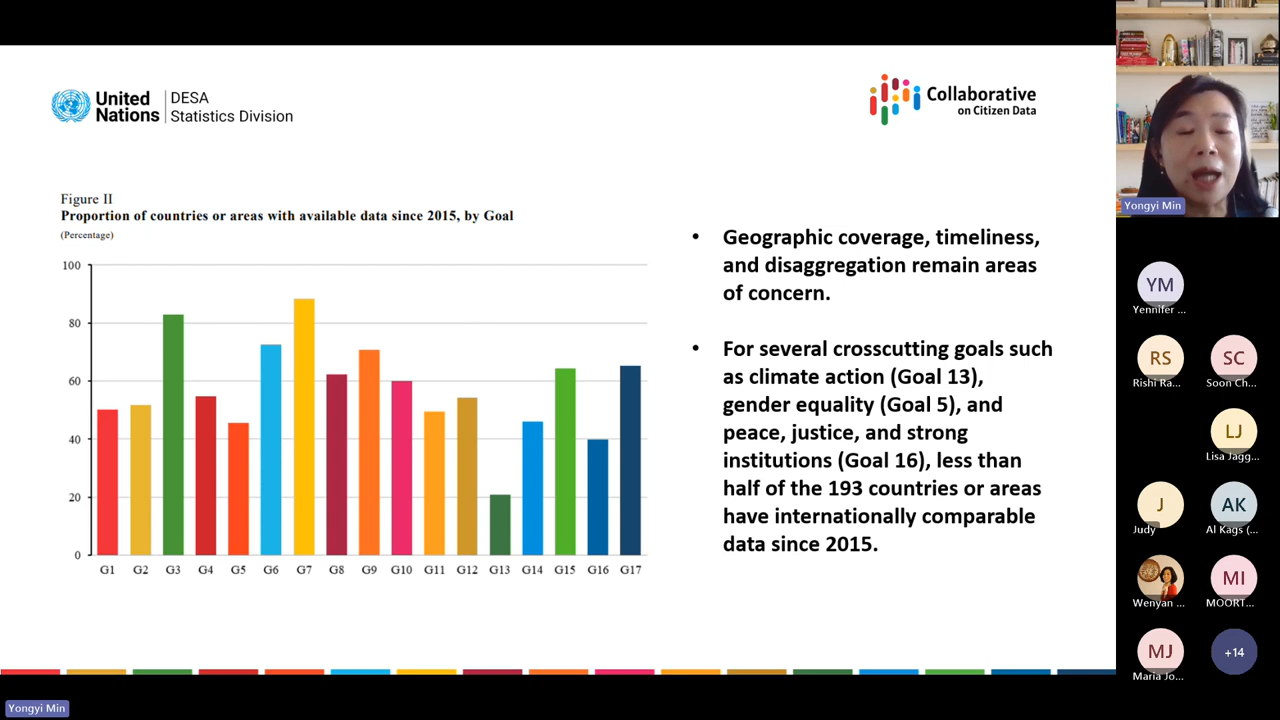 United
Nations
DESA
Statistics Division
Collaborative
on Citizen Data
Figure II
Proportion of countries or areas with available data since 2015, by Goal
(Percentage)
100
80
60
40
20
0
G1 G2 G3 G4 G5 G6 G7 G8 G9 G10 G11 G12 G13 G14 G15 G16 G17
• Geographic coverage, timeliness,
and disaggregation remain areas
of concern.
• For several crosscutting goals such
as climate action (Goal 13),
gender equality (Goal 5), and
peace, justice, and strong
institutions (Goal 16), less than
half of the 193 countries or areas
have internationally comparable
data since 2015.
Yongyi Min
YM
Yennifer ...
RS
Rishi Ra...
SC
Soon Ch...
LJ
Lisa Jagg...
J
Judy
AK
Al Kags (...
Wenyan ...
MI
MOORT...
MJ
Maria Jo...
+14
Yongyi Min